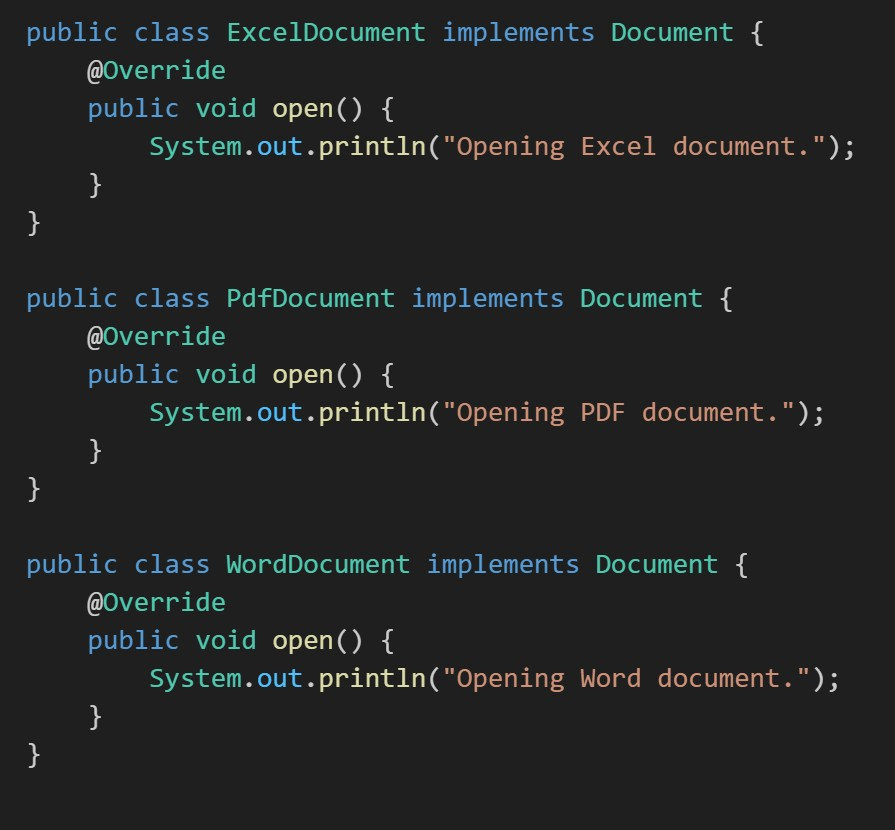 public class ExcelDocument implements Document {
    @Override
    public void open() {
        System.out.println("Opening Excel document.");
    }
}

public class PdfDocument implements Document {
    @Override
    public void open() {
        System.out.println("Opening PDF document.");
    }
}

public class WordDocument implements Document {
    @Override
    public void open() {
        System.out.println("Opening Word document.");
    }
}